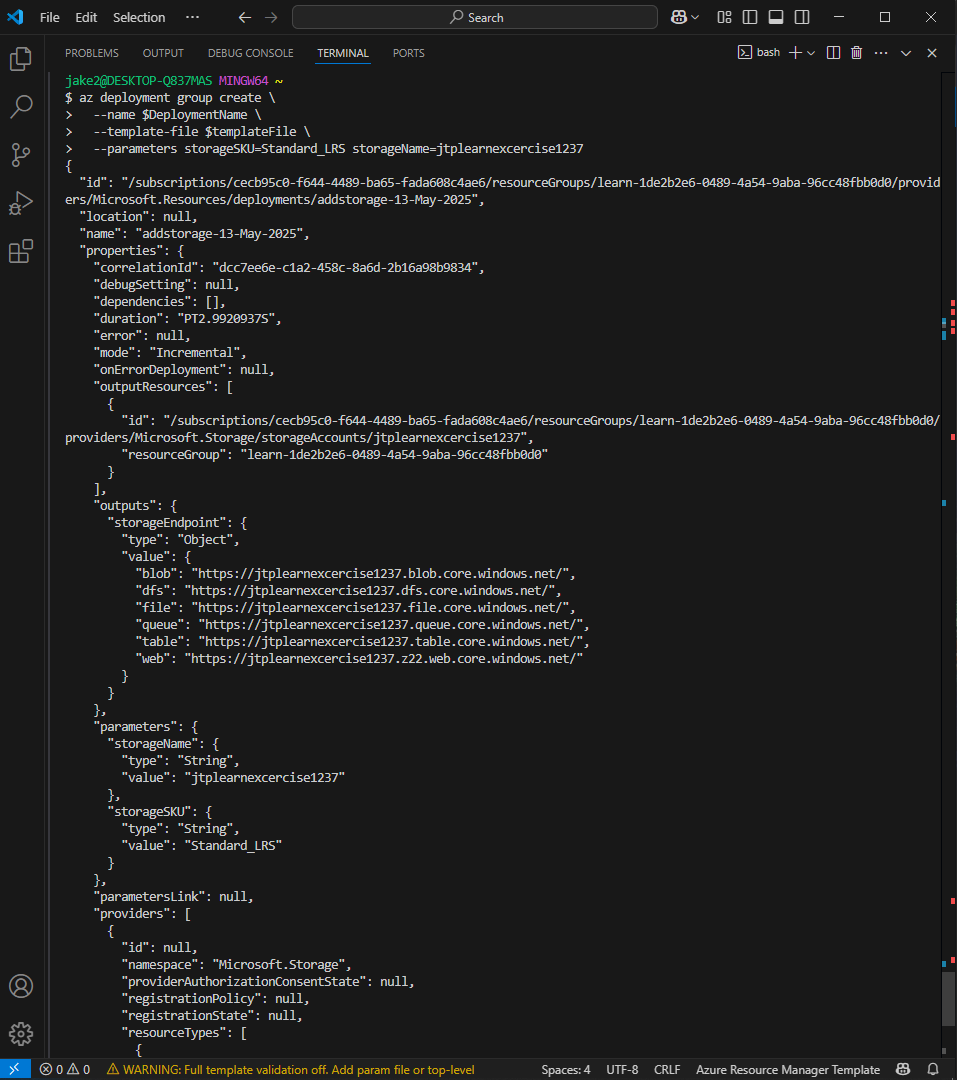 File Edit Selection ··· Search
PROBLEMS OUTPUT DEBUG CONSOLE TERMINAL PORTS bash
jake2@DESKTOP-Q837MAS MINGW64 ~
$ az deployment group create \
>   --name $DeploymentName \
>   --template-file $templateFile \
>   --parameters storageSKU=Standard_LRS storageName=jtplearnexcercise1237
{
  "id": "/subscriptions/cecb95c0-f644-4489-ba65-fada608c4ae6/resourceGroups/learn-1de2b2e6-0489-4a54-9aba-96cc48fbb0d0/provid
ers/Microsoft.Resources/deployments/addstorage-13-May-2025",
  "location": null,
  "name": "addstorage-13-May-2025",
  "properties": {
    "correlationId": "dcc7ee6e-c1a2-458c-8a6d-2b16a98b9834",
    "debugSetting": null,
    "dependencies": [],
    "duration": "PT2.9920937S",
    "error": null,
    "mode": "Incremental",
    "onErrorDeployment": null,
    "outputResources": [
      {
        "id": "/subscriptions/cecb95c0-f644-4489-ba65-fada608c4ae6/resourceGroups/learn-1de2b2e6-0489-4a54-9aba-96cc48fbb0d0/
providers/Microsoft.Storage/storageAccounts/jtplearnexcercise1237",
        "resourceGroup": "learn-1de2b2e6-0489-4a54-9aba-96cc48fbb0d0"
      }
    ],
    "outputs": {
      "storageEndpoint": {
        "type": "Object",
        "value": {
          "blob": "https://jtplearnexcercise1237.blob.core.windows.net/",
          "dfs": "https://jtplearnexcercise1237.dfs.core.windows.net/",
          "file": "https://jtplearnexcercise1237.file.core.windows.net/",
          "queue": "https://jtplearnexcercise1237.queue.core.windows.net/",
          "table": "https://jtplearnexcercise1237.table.core.windows.net/",
          "web": "https://jtplearnexcercise1237.z22.web.core.windows.net/"
        }
      }
    },
    "parameters": {
      "storageName": {
        "type": "String",
        "value": "jtplearnexcercise1237"
      },
      "storageSKU": {
        "type": "String",
        "value": "Standard_LRS"
      }
    },
    "parametersLink": null,
    "providers": [
      {
        "id": null,
        "namespace": "Microsoft.Storage",
        "providerAuthorizationConsentState": null,
        "registrationPolicy": null,
        "registrationState": null,
        "resourceTypes": [
          {
0 0 WARNING: Full template validation off. Add param file or top-level Spaces: 4 UTF-8 CRLF Azure Resource Manager Template